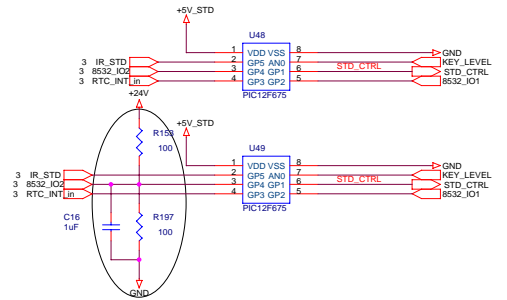 +5V_STD
U48
1 VDD VSS 8 GND
3 IR_STD 2 GP5 AN0 7 KEY_LEVEL
3 8532_IO2 3 GP4 GP1 6 STD_CTRL STD_CTRL
3 RTC_INT_in 4 GP3 GP2 5 8532_IO1
PIC12F675
+24V
R153
100
+5V_STD
U49
1 VDD VSS 8 GND
3 IR_STD 2 GP5 AN0 7 KEY_LEVEL
3 8532_IO2 3 GP4 GP1 6 STD_CTRL STD_CTRL
3 RTC_INT_in 4 GP3 GP2 5 8532_IO1
PIC12F675
C16
1uF
R197
100
GND